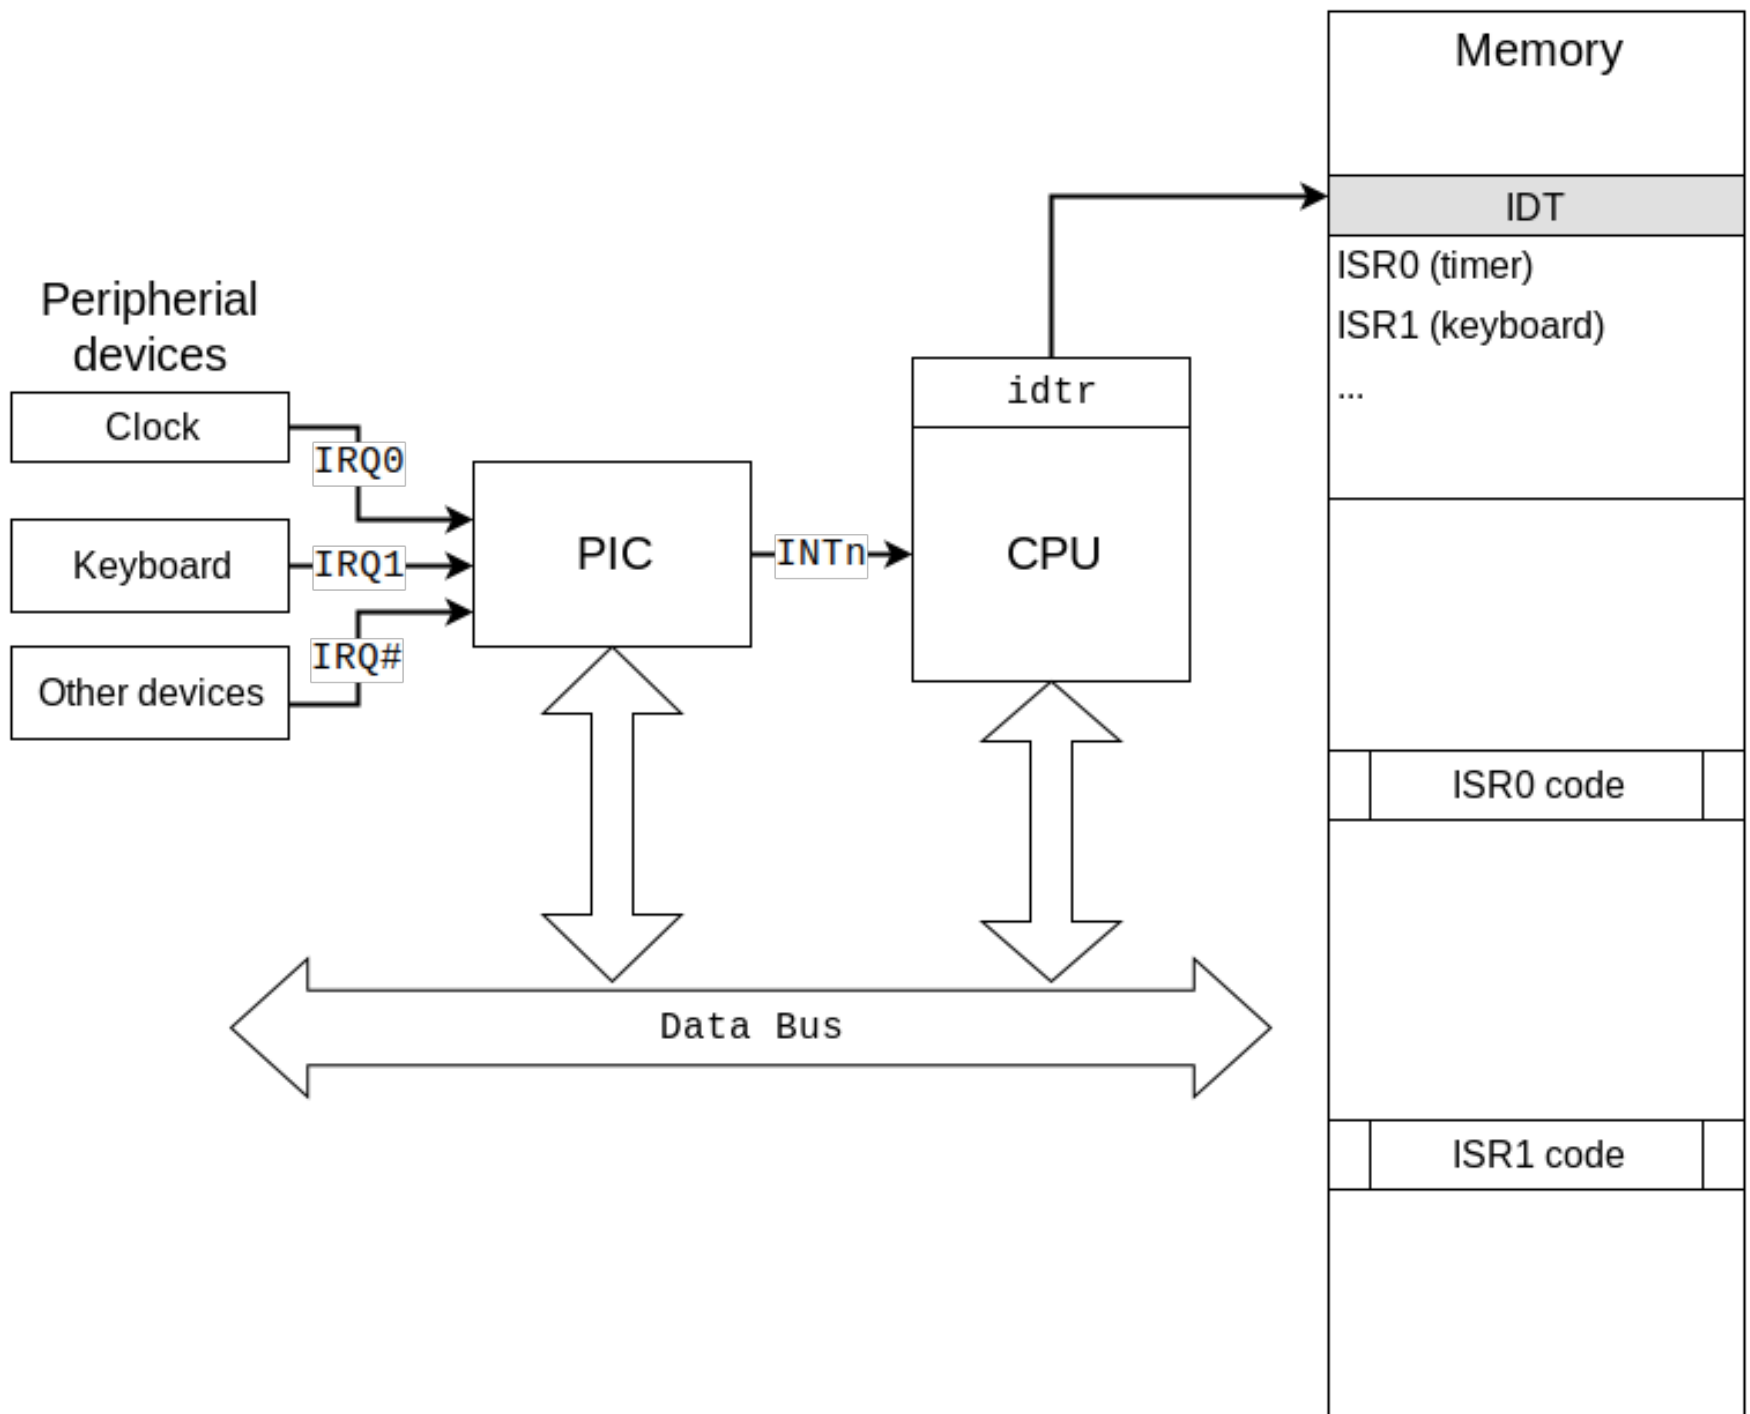 Memory
IDT
ISR0 (timer)
ISR1 (keyboard)
...
Peripherial
devices
Clock
IRQ0
Keyboard
IRQ1
Other devices
IRQ#
PIC
INTn
idtr
CPU
ISR0 code
Data Bus
ISR1 code